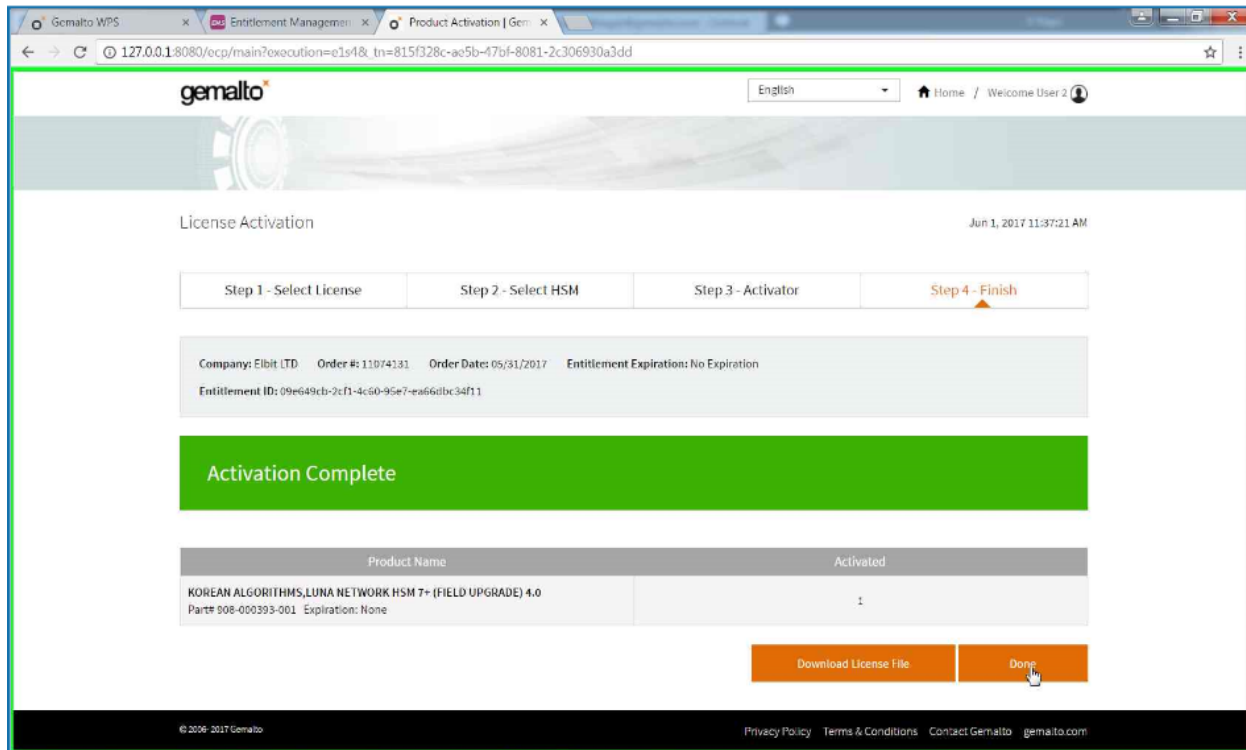 Gemalto WPS
Entitlement Managemen
Product Activation | Gem
127.0.0.1:8080/ecp/main?execution=e1s4&_tn=815f328c-ae5b-47bf-8081-2c306930a3dd
gemalto
English
Home / Welcome User 2
License Activation
Jun 1, 2017 11:37:21 AM
Step 1 - Select License
Step 2 - Select HSM
Step 3 - Activator
Step 4 - Finish
Company: Elbit LTD Order #: 11074131 Order Date: 05/31/2017 Entitlement Expiration: No Expiration
Entitlement ID: 09e649cb-2cf1-4c60-95e7-ea66dbc34f11
Activation Complete
Product Name
Activated
KOREAN ALGORITHMS,LUNA NETWORK HSM 7+ (FIELD UPGRADE) 4.0
Part# 908-000393-001 Expiration: None
1
Download License File
Done
© 2006- 2017 Gemalto
Privacy Policy Terms & Conditions Contact Gemalto gemalto.com